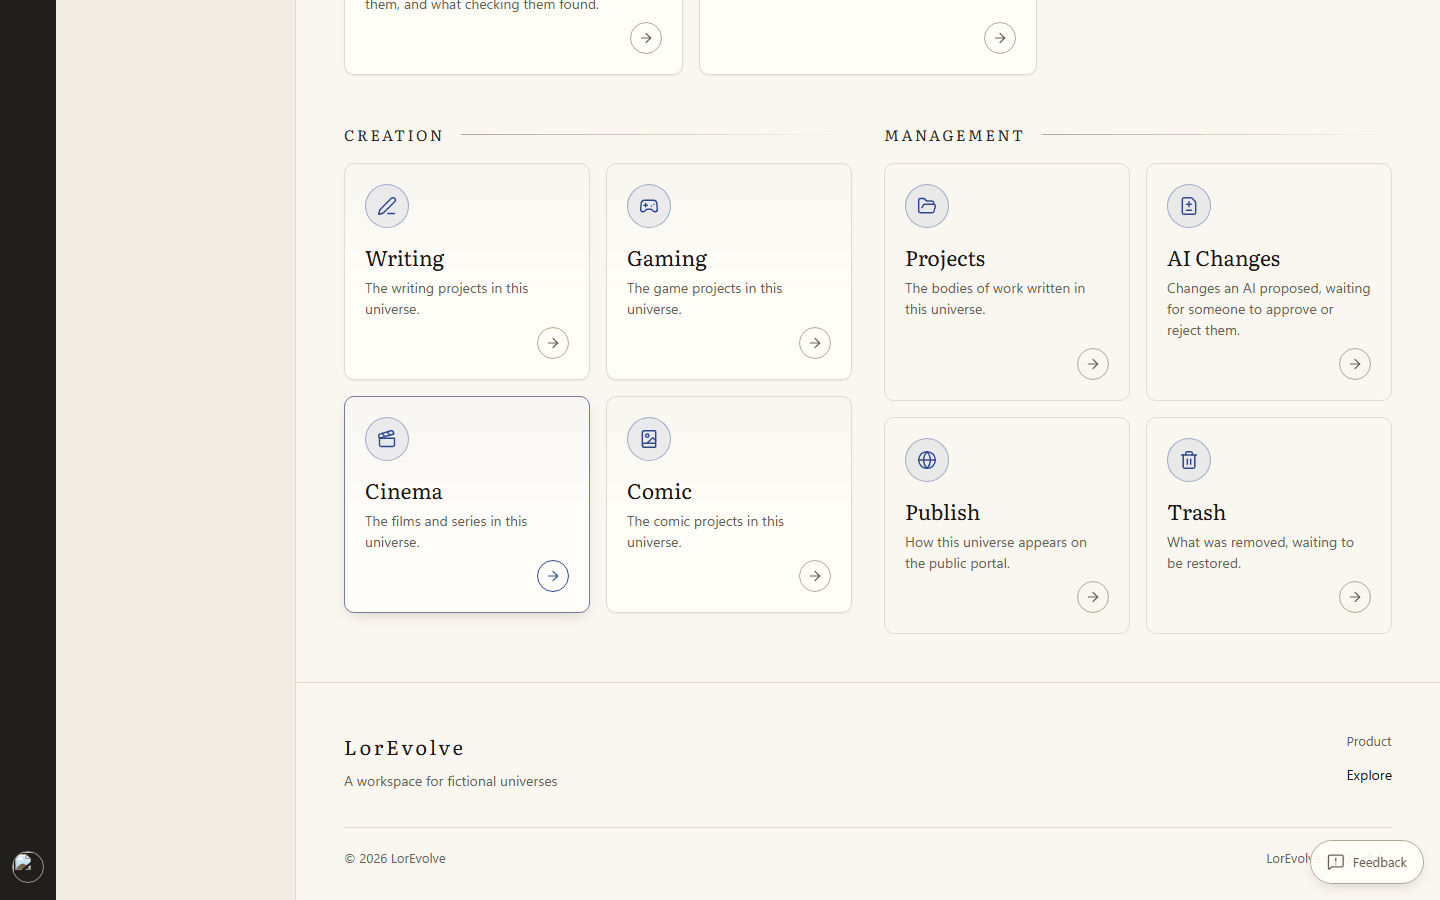 them, and what checking them found.
CREATION
Writing
The writing projects in this
universe.
Gaming
The game projects in this
universe.
Cinema
The films and series in this
universe.
Comic
The comic projects in this
universe.
MANAGEMENT
Projects
The bodies of work written in
this universe.
AI Changes
Changes an AI proposed, waiting
for someone to approve or
reject them.
Publish
How this universe appears on
the public portal.
Trash
What was removed, waiting to
be restored.
LorEvolve
A workspace for fictional universes
Product
Explore
© 2026 LorEvolve
Feedback